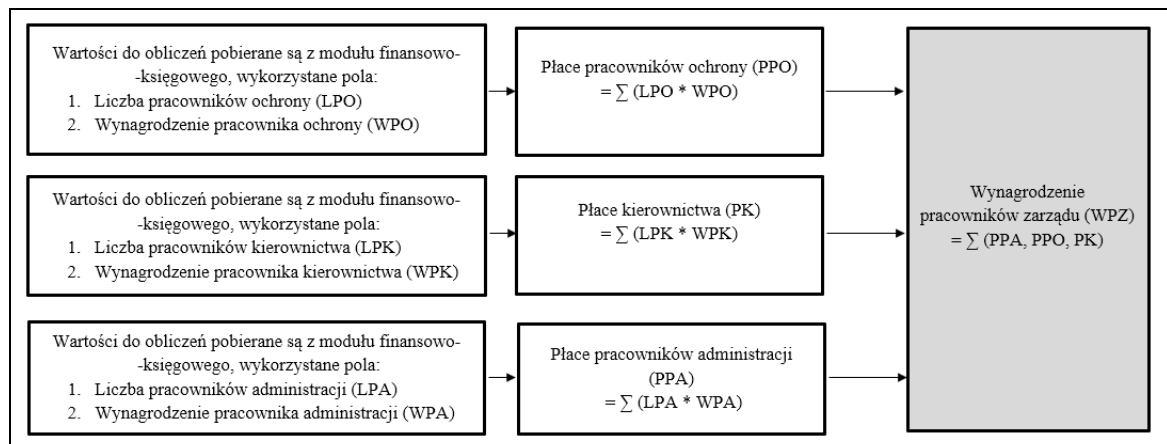 Wartości do obliczeń pobierane są z modułu finansowo-
-księgowego, wykorzystane pola:
1. Liczba pracowników ochrony (LPO)
2. Wynagrodzenie pracownika ochrony (WPO)
Płace pracowników ochrony (PPO)
= ∑ (LPO * WPO)
Wartości do obliczeń pobierane są z modułu finansowo-
-księgowego, wykorzystane pola:
1. Liczba pracowników kierownictwa (LPK)
2. Wynagrodzenie pracownika kierownictwa (WPK)
Płace kierownictwa (PK)
= ∑ (LPK * WPK)
Wartości do obliczeń pobierane są z modułu finansowo-
-księgowego, wykorzystane pola:
1. Liczba pracowników administracji (LPA)
2. Wynagrodzenie pracownika administracji (WPA)
Płace pracowników administracji
(PPA)
= ∑ (LPA * WPA)
Wynagrodzenie
pracowników zarządu (WPZ)
= ∑ (PPA, PPO, PK)